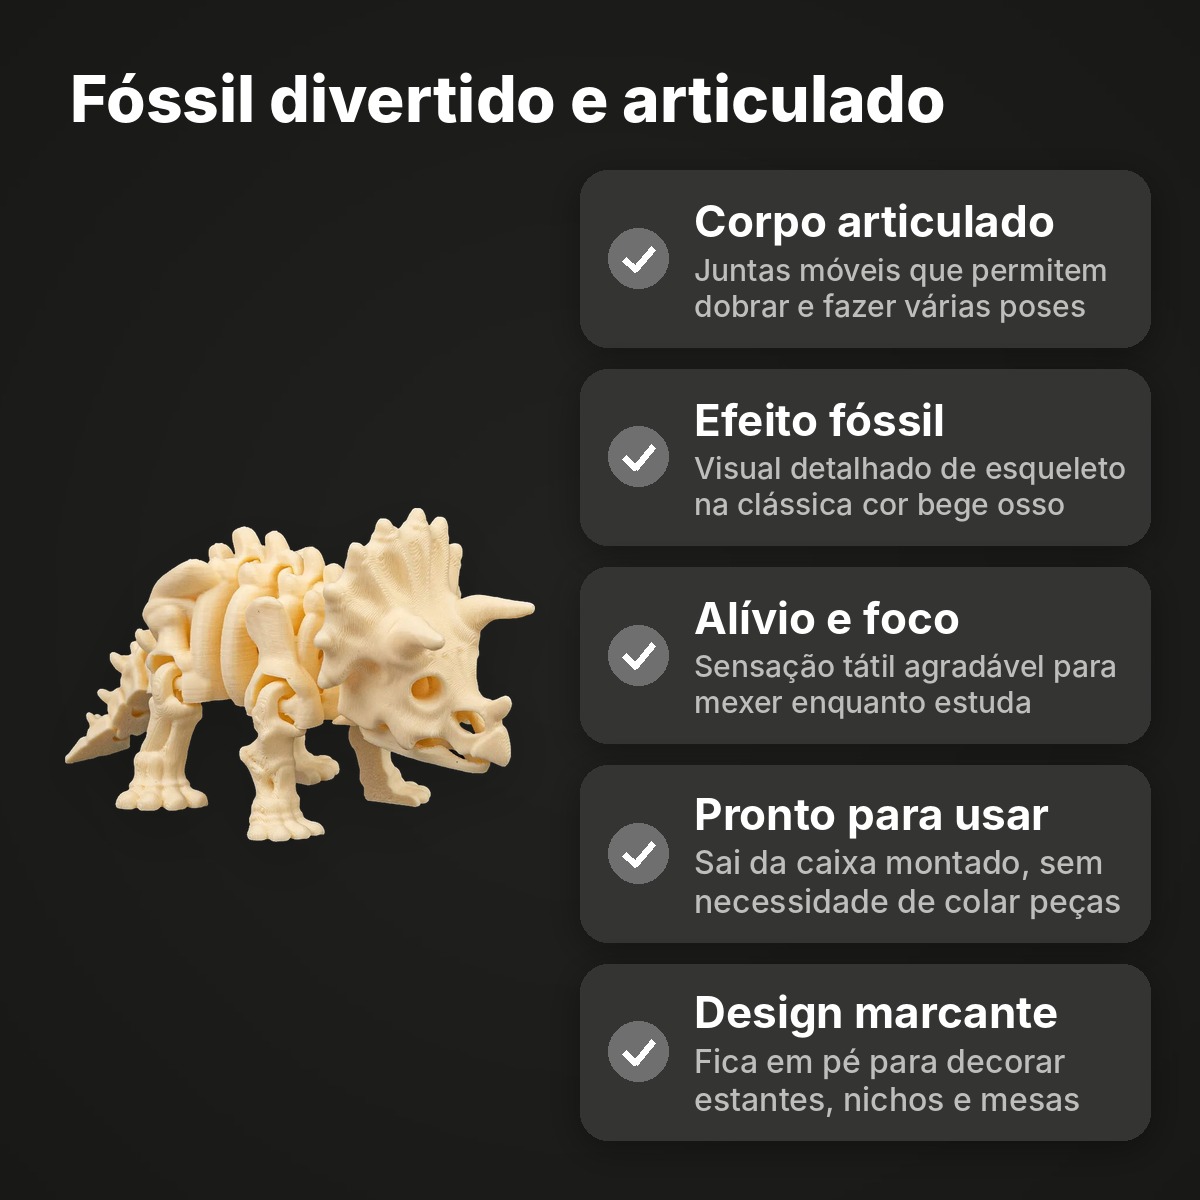 Fóssil divertido e articulado
Corpo articulado
Juntas móveis que permitem
dobrar e fazer várias poses
Efeito fóssil
Visual detalhado de esqueleto
na clássica cor bege osso
Alívio e foco
Sensação tátil agradável para
mexer enquanto estuda
Pronto para usar
Sai da caixa montado, sem
necessidade de colar peças
Design marcante
Fica em pé para decorar
estantes, nichos e mesas